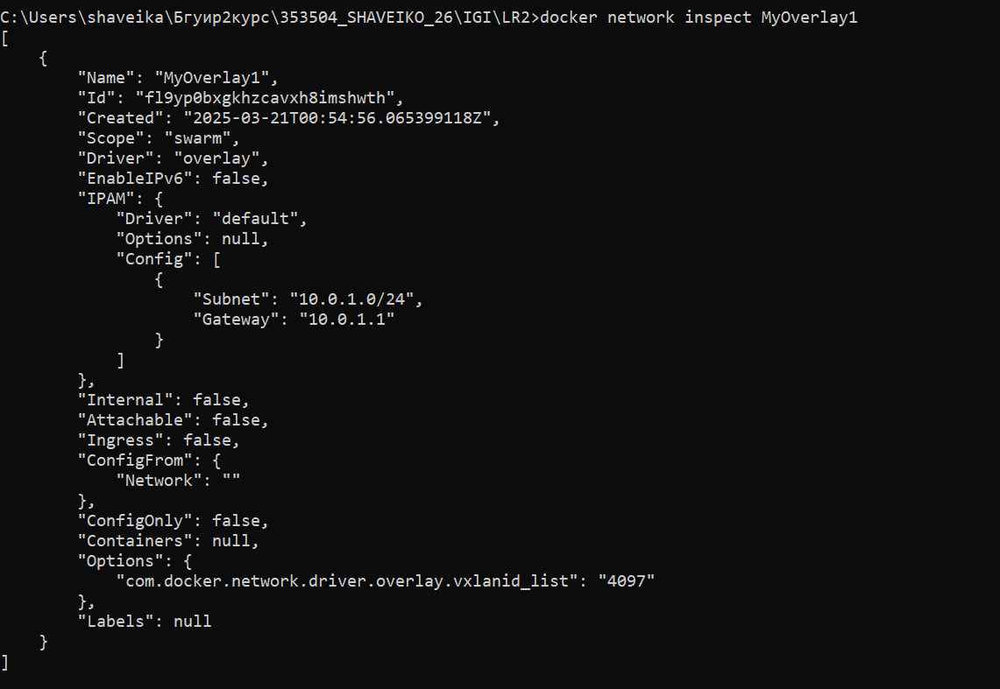 C:\Users\shaveika\Бгуир2курс\353504_SHAVEIKO_26\IGI\LR2>docker network inspect MyOverlay1
[
    {
        "Name": "MyOverlay1",
        "Id": "fl9yp0bxgkhzcavxh8imshwth",
        "Created": "2025-03-21T00:54:56.065399118Z",
        "Scope": "swarm",
        "Driver": "overlay",
        "EnableIPv6": false,
        "IPAM": {
            "Driver": "default",
            "Options": null,
            "Config": [
                {
                    "Subnet": "10.0.1.0/24",
                    "Gateway": "10.0.1.1"
                }
            ]
        },
        "Internal": false,
        "Attachable": false,
        "Ingress": false,
        "ConfigFrom": {
            "Network": ""
        },
        "ConfigOnly": false,
        "Containers": null,
        "Options": {
            "com.docker.network.driver.overlay.vxlanid_list": "4097"
        },
        "Labels": null
    }
]